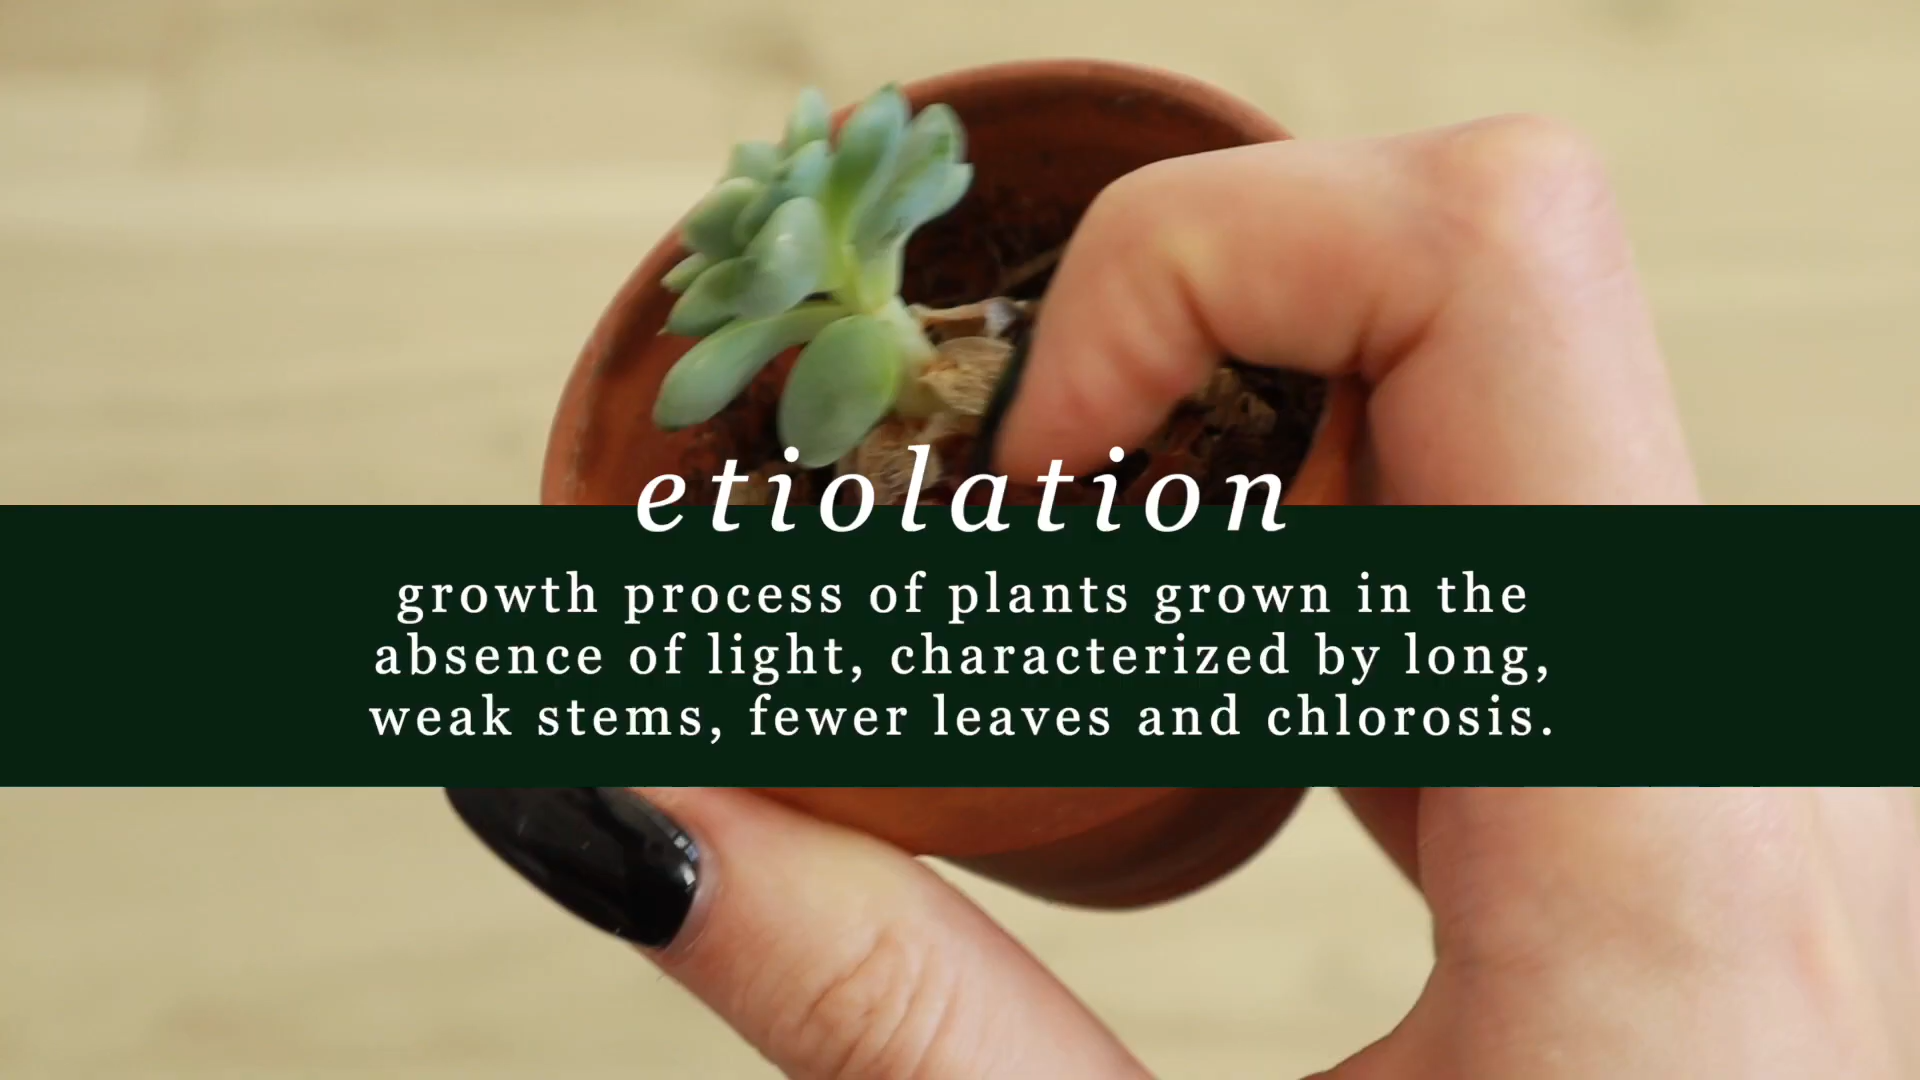 etiolation
growth process of plants grown in the
absence of light, characterized by long,
weak stems, fewer leaves and chlorosis.